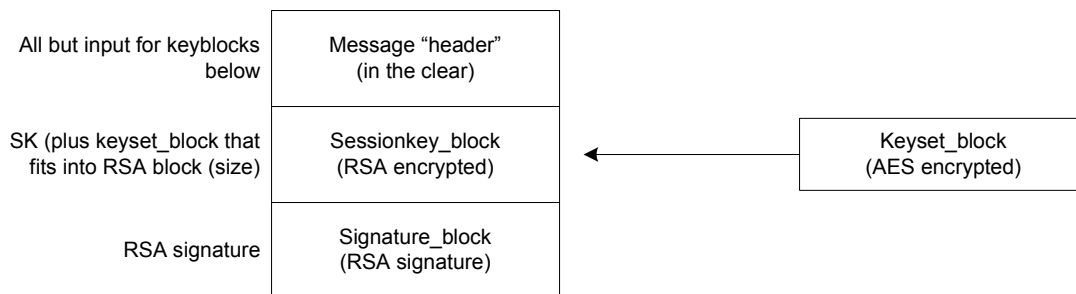 All but input for keyblocks
below
Message “header”
(in the clear)
SK (plus keyset_block that
fits into RSA block (size)
Sessionkey_block
(RSA encrypted)
Keyset_block
(AES encrypted)
RSA signature
Signature_block
(RSA signature)